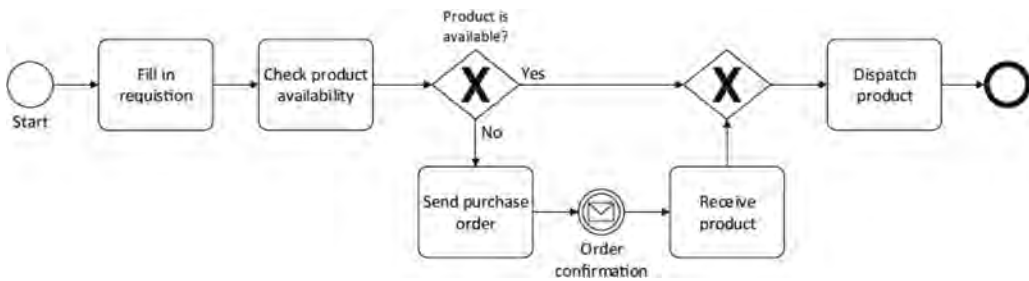 Product is
available?
Start
Fill in
requistion
Check product
availability
X
Yes
No
X
Dispatch
product
Send purchase
order
Order
confirmation
Receive
product